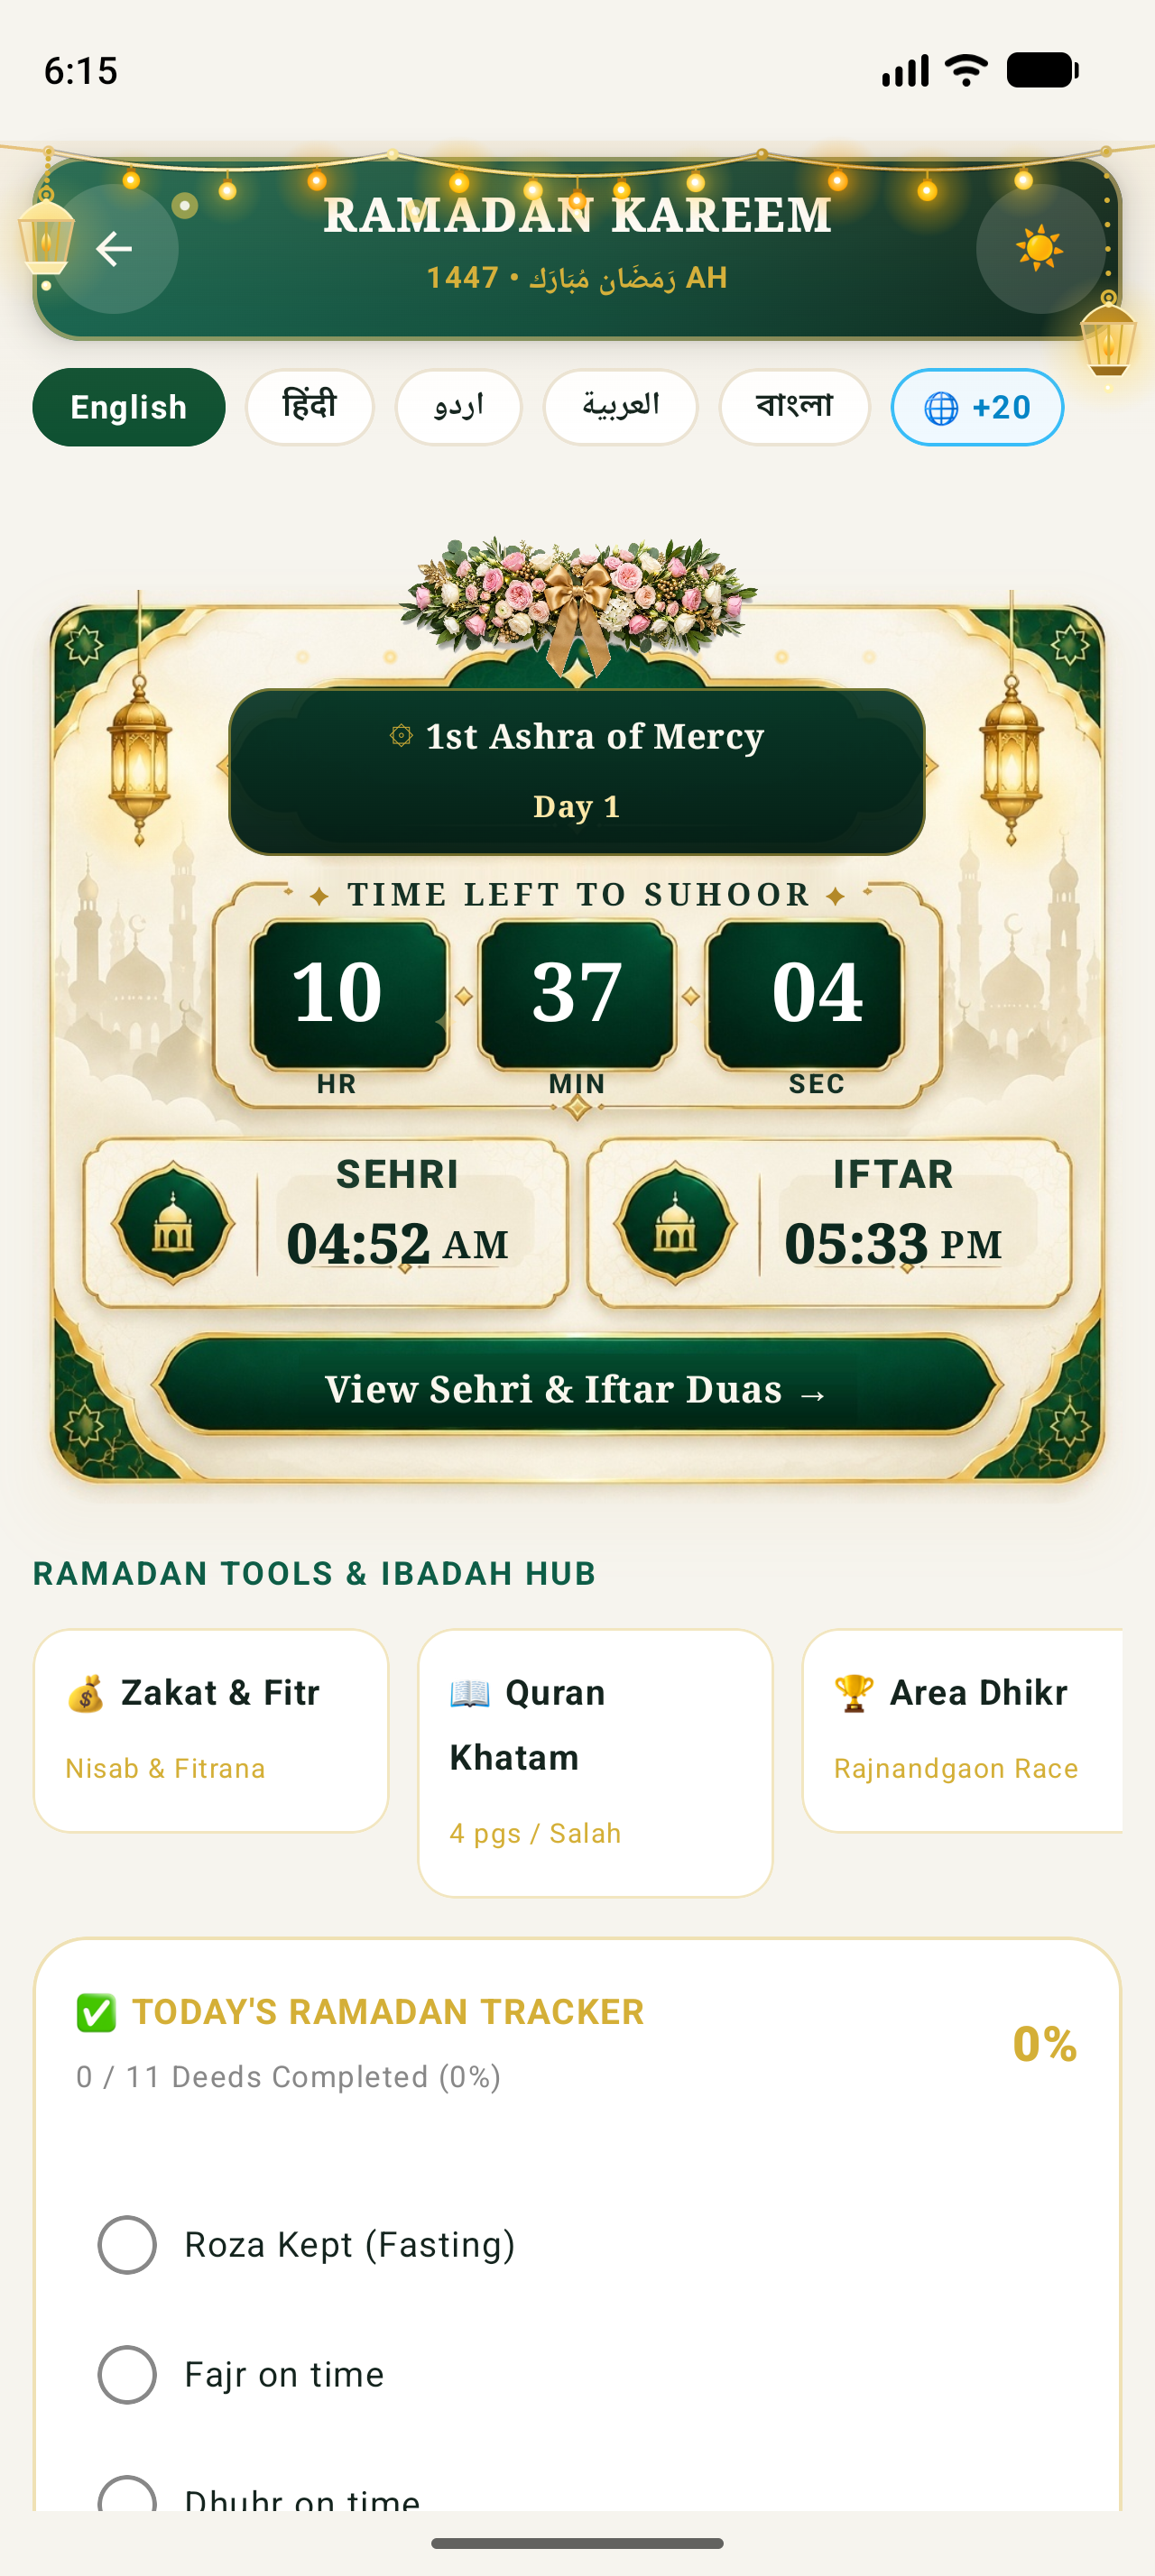 6:15
RAMADAN KAREEM
1447 • رَمَضَان مُبَارَك AH
English
हिंदी
اردو
العربية
বাংলা
+20
1st Ashra of Mercy
Day 1
TIME LEFT TO SUHOOR
10 37 04
HR MIN SEC
SEHRI
04:52 AM
IFTAR
05:33 PM
View Sehri & Iftar Duas →
RAMADAN TOOLS & IBADAH HUB
Zakat & Fitr
Nisab & Fitrana
Quran
Khatam
4 pgs / Salah
Area Dhikr
Rajnandgaon Race
TODAY'S RAMADAN TRACKER
0 / 11 Deeds Completed (0%)
0%
Roza Kept (Fasting)
Fajr on time
Dhuhr on time